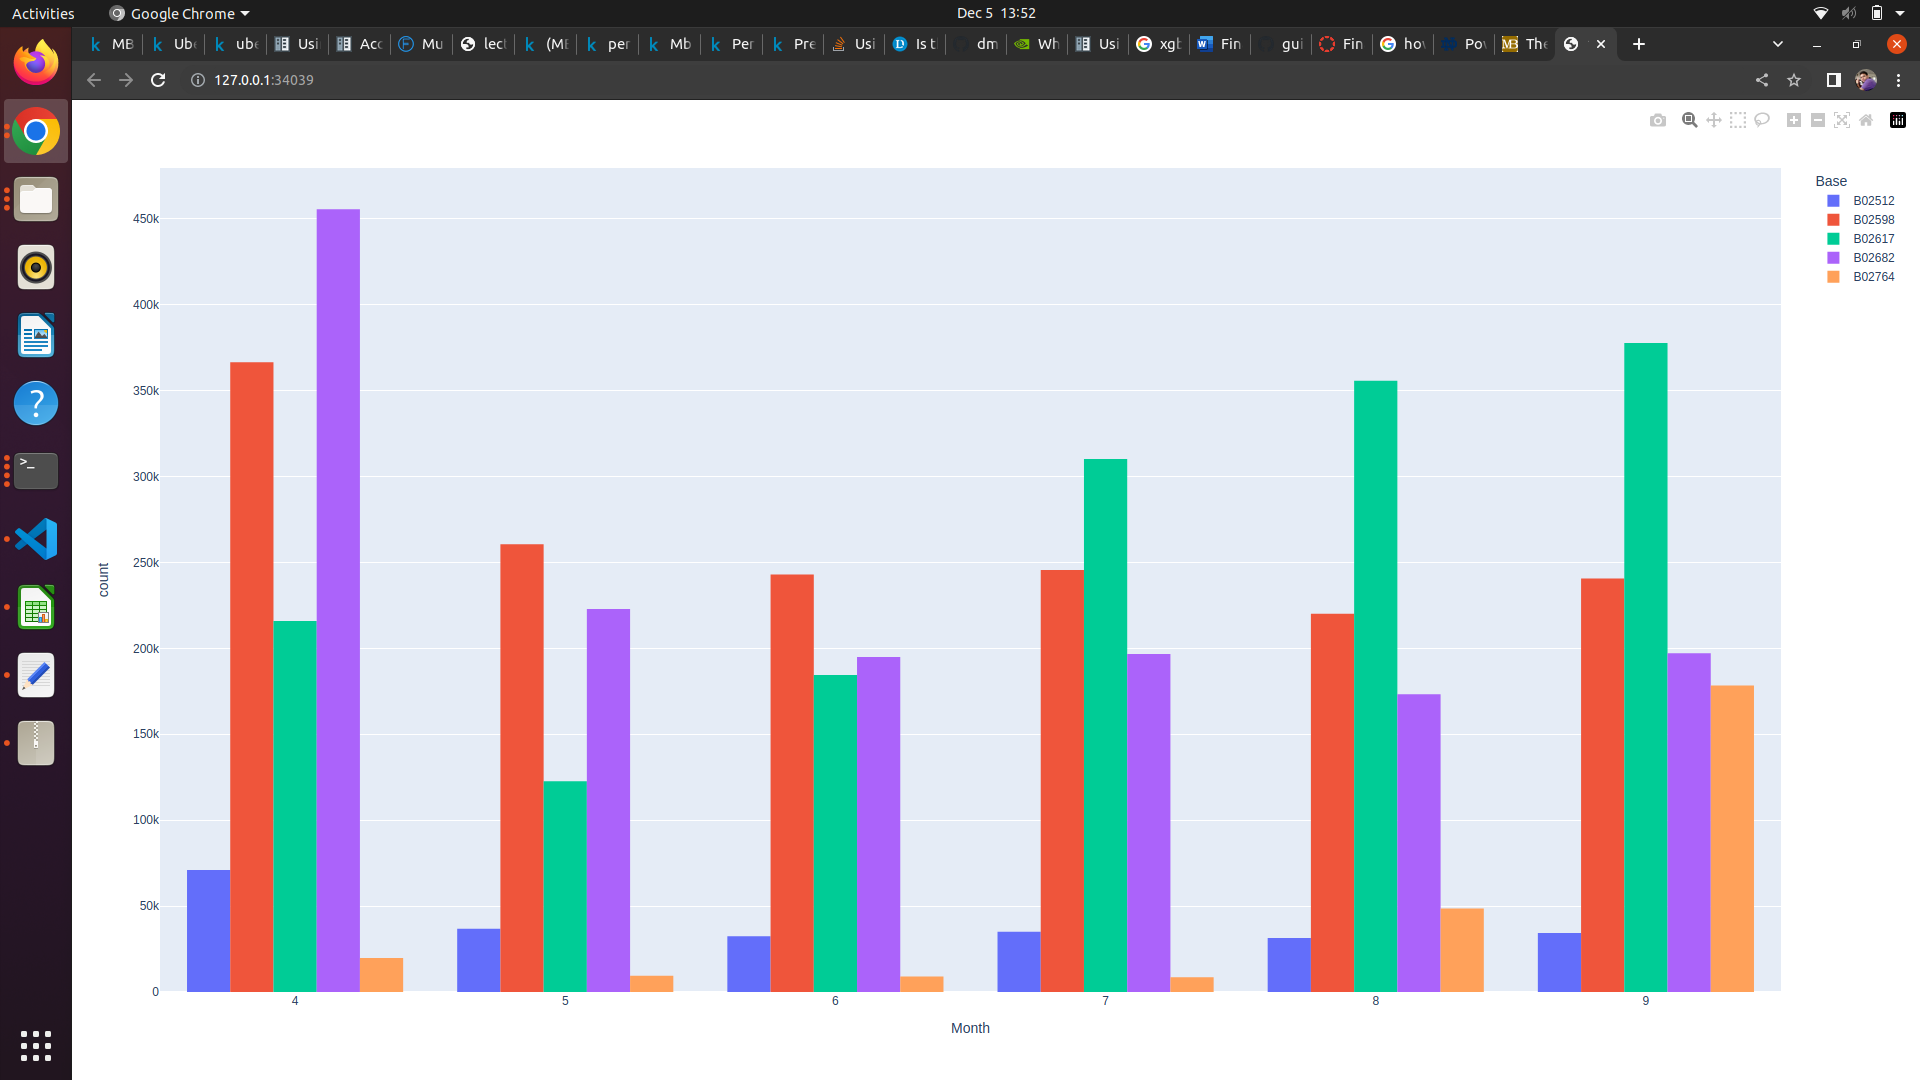 Activities
Google Chrome
Dec 5 13:52
MB
Ube
ube
Usi
Acc
Mu
lect
(ME
per
Mb
Per
Pre
Usi
Is t
dm
Wh
Usi
xgb
Fin
gui
Fin
hov
Pov
MB
The
127.0.0.1:34039
450k
400k
350k
300k
250k
200k
150k
100k
50k
0
count
4
5
6
7
8
9
Month
Base
B02512
B02598
B02617
B02682
B02764